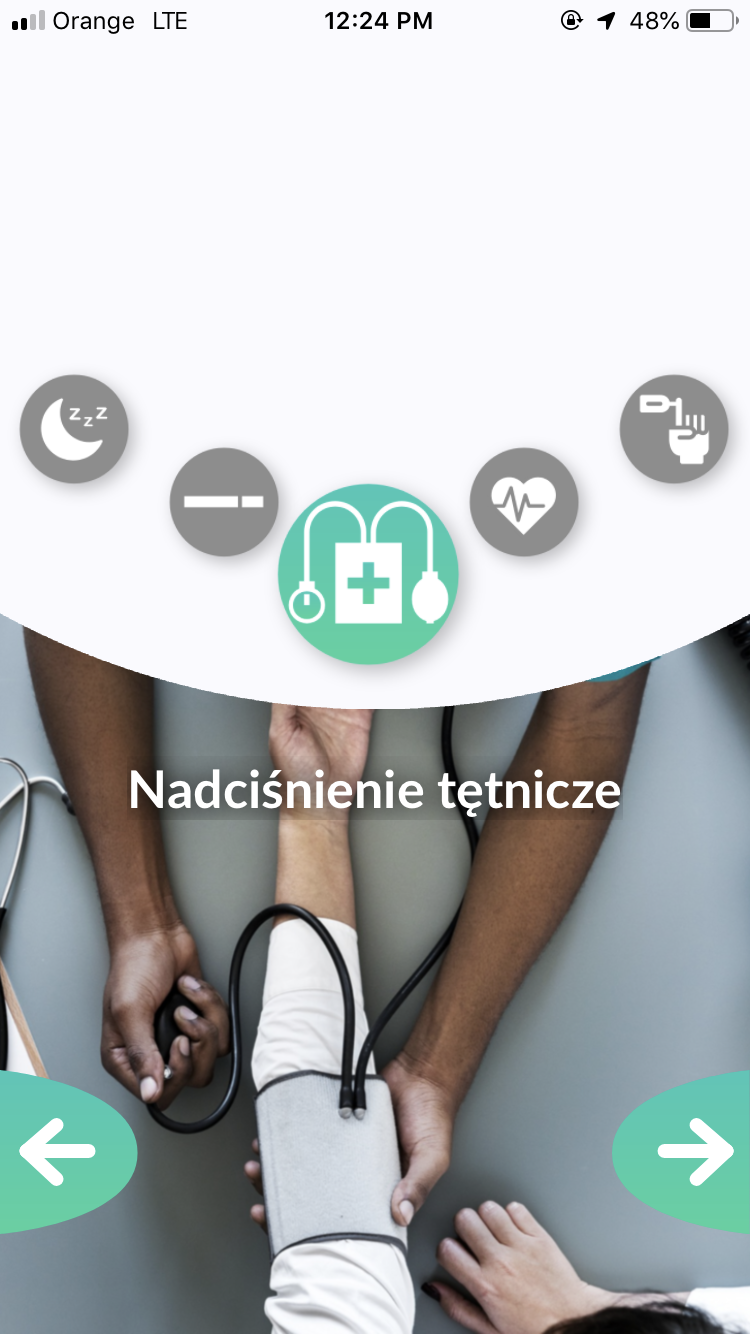 Orange LTE 12:24 PM 48%
z z z
Nadciśnienie tętnicze